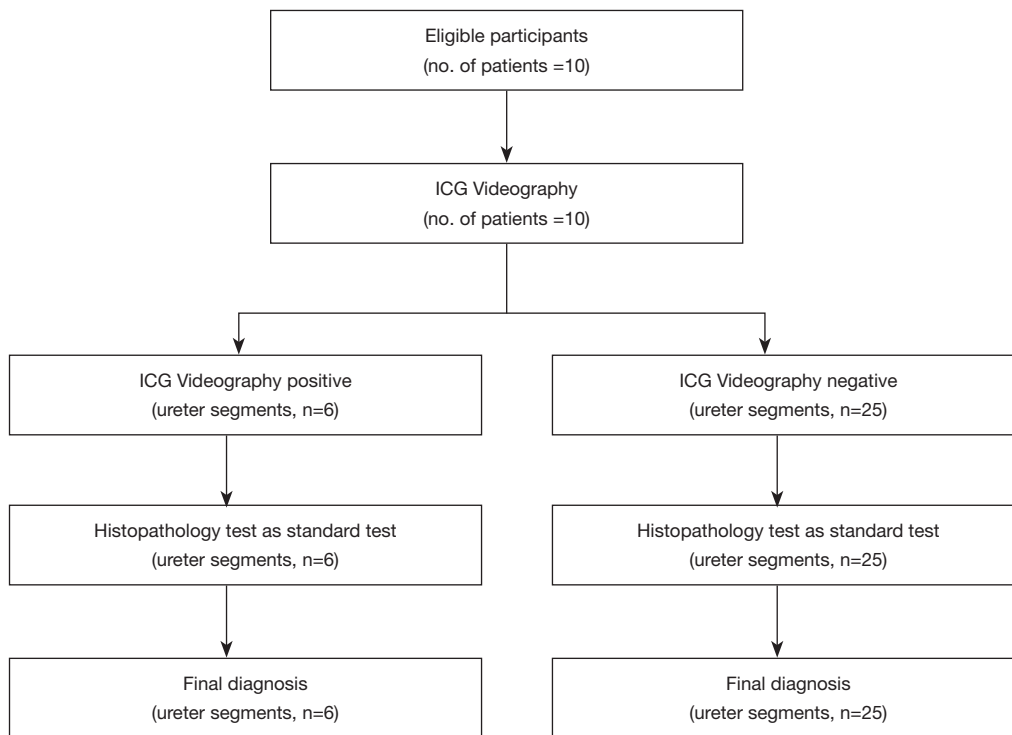 Eligible participants
(no. of patients =10)
ICG Videography
(no. of patients =10)
ICG Videography positive
(ureter segments, n=6)
ICG Videography negative
(ureter segments, n=25)
Histopathology test as standard test
(ureter segments, n=6)
Histopathology test as standard test
(ureter segments, n=25)
Final diagnosis
(ureter segments, n=6)
Final diagnosis
(ureter segments, n=25)